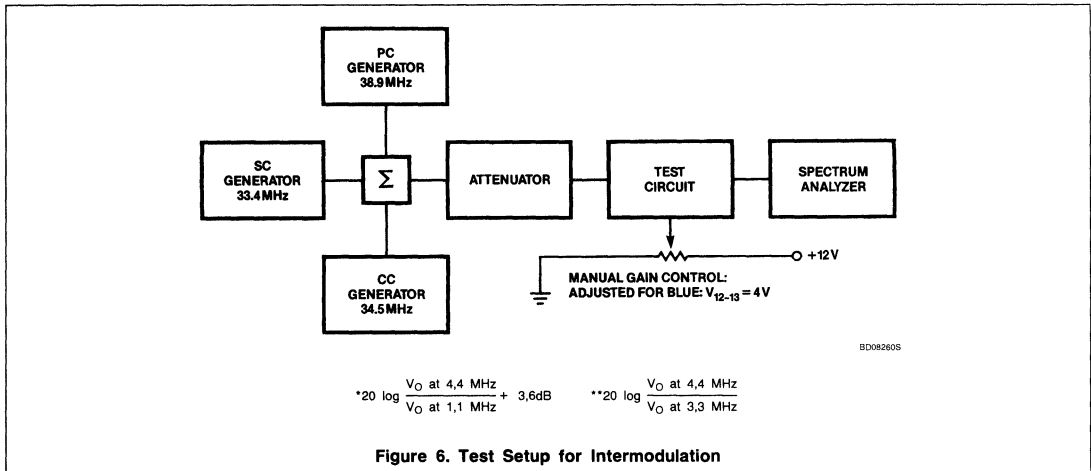 PC
GENERATOR
38.9MHz
SC
GENERATOR
33.4MHz
Σ
ATTENUATOR
TEST
CIRCUIT
SPECTRUM
ANALYZER
CC
GENERATOR
34.5MHz
+12V
MANUAL GAIN CONTROL:
ADJUSTED FOR BLUE: V12-13 = 4V
BD08260S
*20 log VO at 4,4 MHz / VO at 1,1 MHz + 3,6dB
**20 log VO at 4,4 MHz / VO at 3,3 MHz
Figure 6. Test Setup for Intermodulation